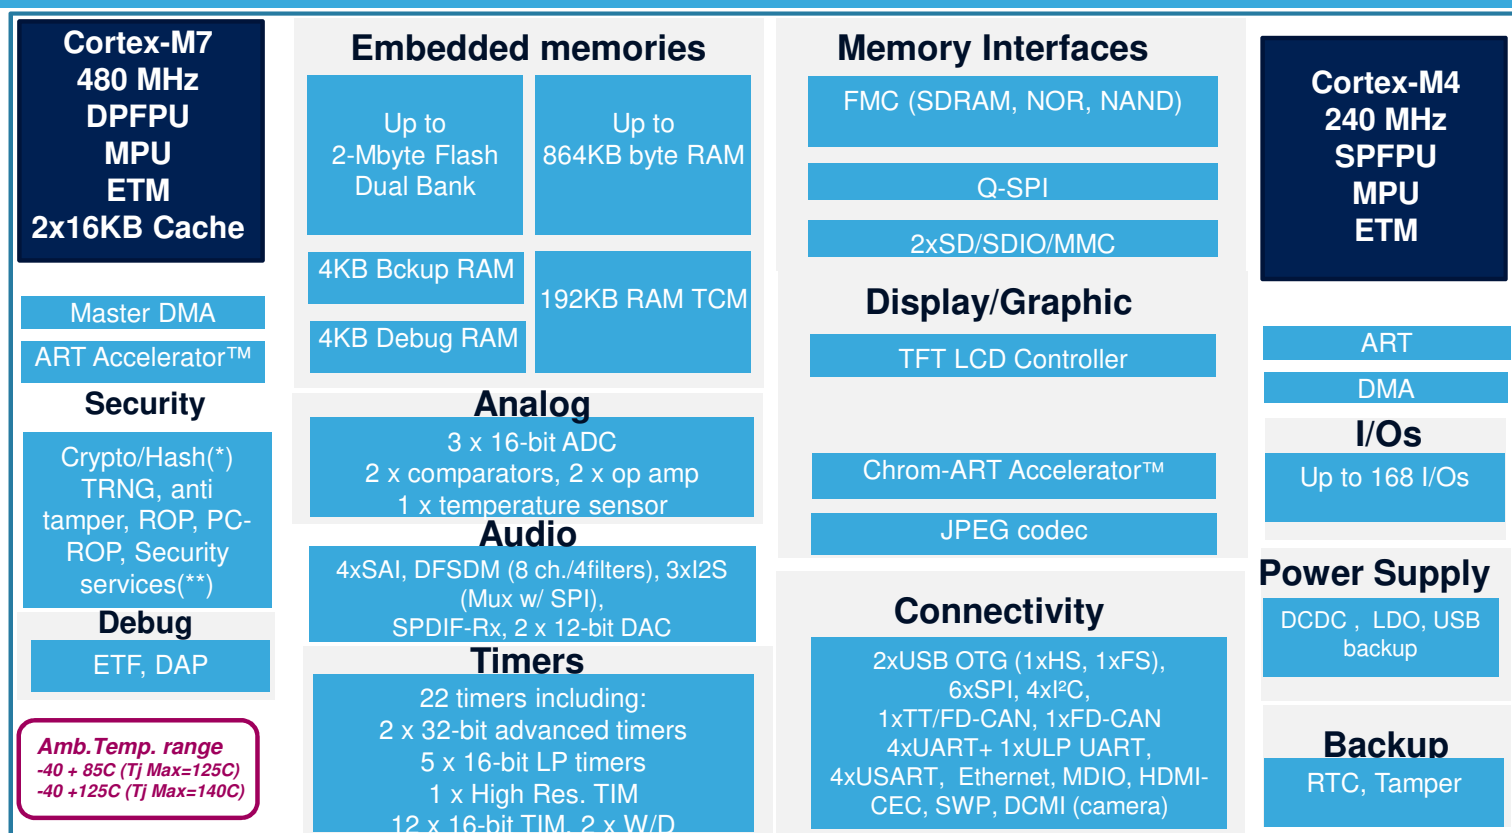 Cortex-M7
480 MHz
DPFPU
MPU
ETM
2x16KB Cache
Master DMA
ART Accelerator™
Security
Crypto/Hash(*)
TRNG, anti
tamper, ROP, PC-
ROP, Security
services(**)
Debug
ETF, DAP
Amb.Temp. range
-40 + 85C (Tj Max=125C)
-40 +125C (Tj Max=140C)
Embedded memories
Up to
2-Mbyte Flash
Dual Bank
Up to
864KB byte RAM
4KB Bckup RAM
4KB Debug RAM
192KB RAM TCM
Analog
3 x 16-bit ADC
2 x comparators, 2 x op amp
1 x temperature sensor
Audio
4xSAI, DFSDM (8 ch./4filters), 3xI2S
(Mux w/ SPI),
SPDIF-Rx, 2 x 12-bit DAC
Timers
22 timers including:
2 x 32-bit advanced timers
5 x 16-bit LP timers
1 x High Res. TIM
12 x 16-bit TIM, 2 x W/D
Memory Interfaces
FMC (SDRAM, NOR, NAND)
Q-SPI
2xSD/SDIO/MMC
Display/Graphic
TFT LCD Controller
Chrom-ART Accelerator™
JPEG codec
Connectivity
2xUSB OTG (1xHS, 1xFS),
6xSPI, 4xI²C,
1xTT/FD-CAN, 1xFD-CAN
4xUART+ 1xULP UART,
4xUSART, Ethernet, MDIO, HDMI-
CEC, SWP, DCMI (camera)
Cortex-M4
240 MHz
SPFPU
MPU
ETM
ART
DMA
I/Os
Up to 168 I/Os
Power Supply
DCDC , LDO, USB
backup
Backup
RTC, Tamper